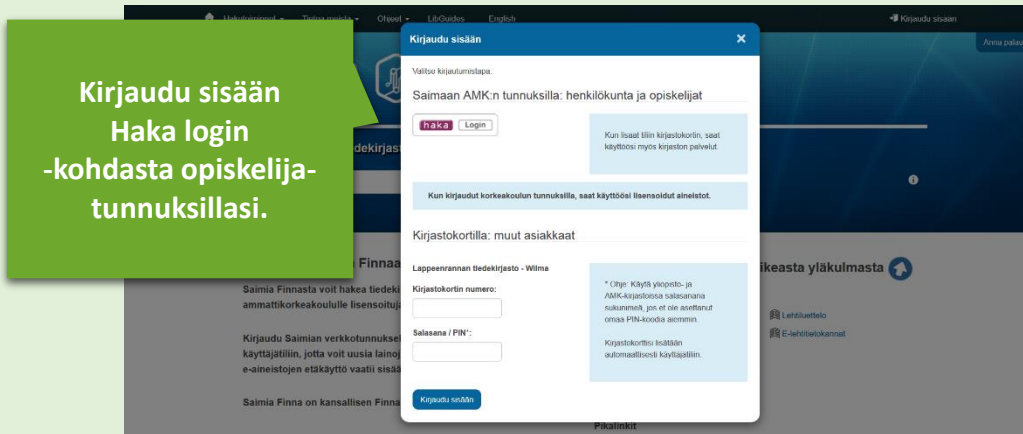 Hakutoiminnot
Tietoa meistä
Ohjeet
LibGuides
English
Kirjaudu sisään
Anna palau
Kirjaudu sisään
Haka login
-kohdasta opiskelija-
tunnuksillasi.
Kirjaudu sisään
×
Valitse kirjautumistapa.
Saimaan AMK:n tunnuksilla: henkilökunta ja opiskelijat
haka Login
Kun lisäät tiliin kirjastokortin, saat
käyttöösi myös kirjaston palvelut.
Kun kirjaudut korkeakoulun tunnuksilla, saat käyttöösi lisensoidut aineistot.
Kirjastokortilla: muut asiakkaat
Lappeenrannan tiedekirjasto - Wilma
Kirjastokortin numero:
Salasana / PIN*:
* Ohje: Käytä yliopisto- ja
AMK-kirjastoissa salasanana
sukunimeä, jos et ole asettanut
omaa PIN-koodia aiemmin.
Kirjastokorttisi lisätään
automaattisesti käyttäjätiliin.
Kirjaudu sisään
dekirjast
Finnaa
Saimia Finnasta voit hakea tiedeki
ammattikorkeakoululle lisensoituja
Kirjaudu Saimian verkkotunnuksel
käyttäjätiliin, jotta voit uusia lainoj
e-aineistojen etäkäyttö vaatii sisää
Saimia Finna on kansallisen Finna
ikeasta yläkulmasta
Lehtiluettelo
E-lehtitietokannat
Pikalinkit